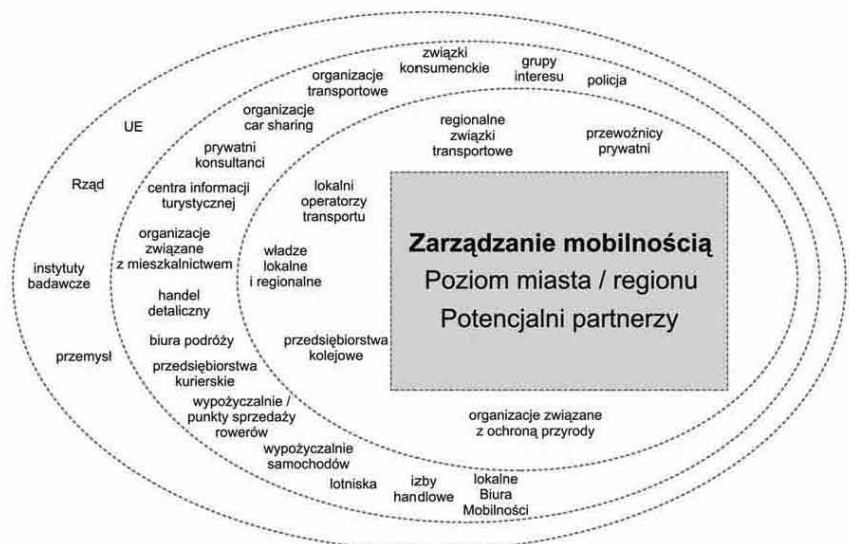 związki
konsumenckie
grupy
interesu
policja
organizacje
transportowe
organizacje
car sharing
UE
prywatni
konsultanci
Rząd
centra informacji
turystycznej
organizacje
związane
z mieszkalnictwem
instytuty
badawcze
handel
detaliczny
biura podróży
przemysł
przedsiębiorstwa
kurierskie
wypożyczalnie /
punkty sprzedaży
rowerów
wypożyczalnie
samochodów
lotniska
izby
handlowe
lokalne
Biura
Mobilności
regionalne
związki
transportowe
przewoźnicy
prywatni
lokalni
operatorzy
transportu
władze
lokalne
i regionalne
przedsiębiorstwa
kolejowe
organizacje związane
z ochroną przyrody
Zarządzanie mobilnością
Poziom miasta / regionu
Potencjalni partnerzy